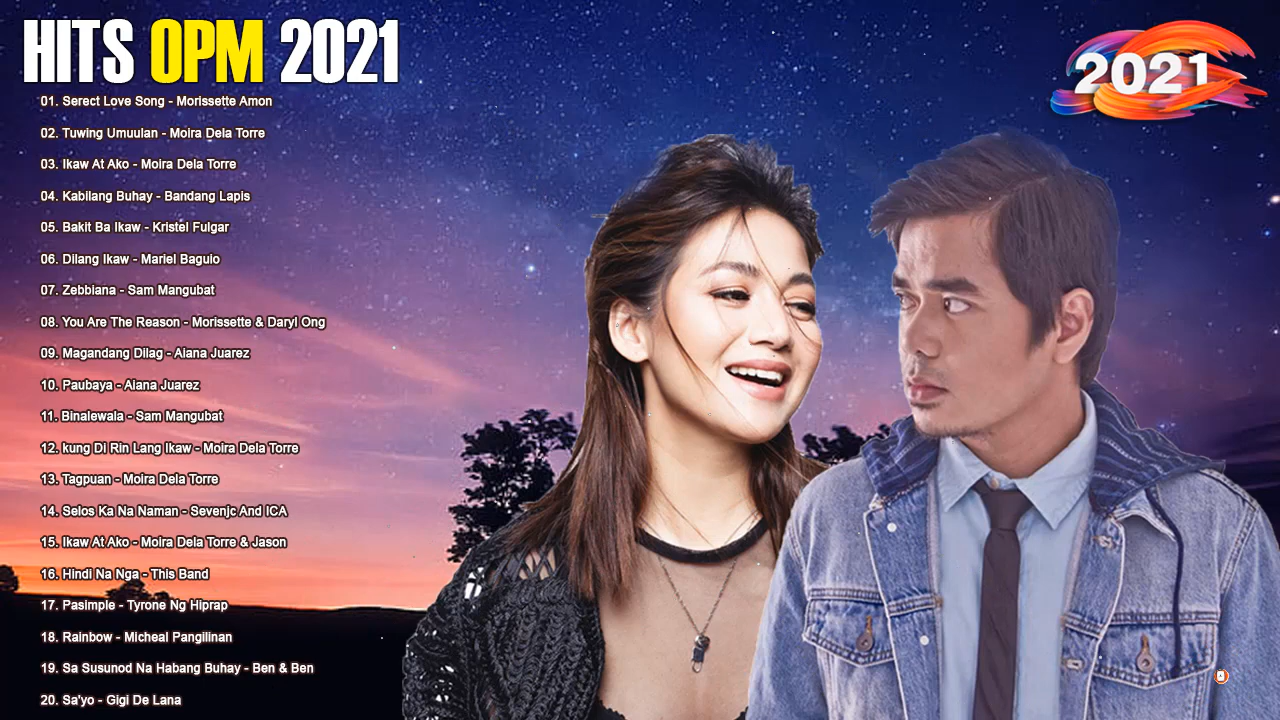 HITS OPM 2021
2021
01. Serect Love Song - Morissette Amon
02. Tuwing Umuulan - Moira Dela Torre
03. Ikaw At Ako - Moira Dela Torre
04. Kabilang Buhay - Bandang Lapis
05. Bakit Ba Ikaw - Kristel Fulgar
06. Dilang Ikaw - Mariel Baguio
07. Zebbiana - Sam Mangubat
08. You Are The Reason - Morissette & Daryl Ong
09. Magandang Dilag - Alana Juarez
10. Paubaya - Alana Juarez
11. Binalewala - Sam Mangubat
12. kung Di Rin Lang Ikaw - Moira Dela Torre
13. Tagpuan - Moira Dela Torre
14. Selos Ka Na Naman - Sevenjc And ICA
15. Ikaw At Ako - Moira Dela Torre & Jason
16. Hindi Na Nga - This Band
17. Pasimple - Tyrone Ng Hiprap
18. Rainbow - Micheal Pangilinan
19. Sa Susunod Na Habang Buhay - Ben & Ben
20. Sa'yo - Gigi De Lana